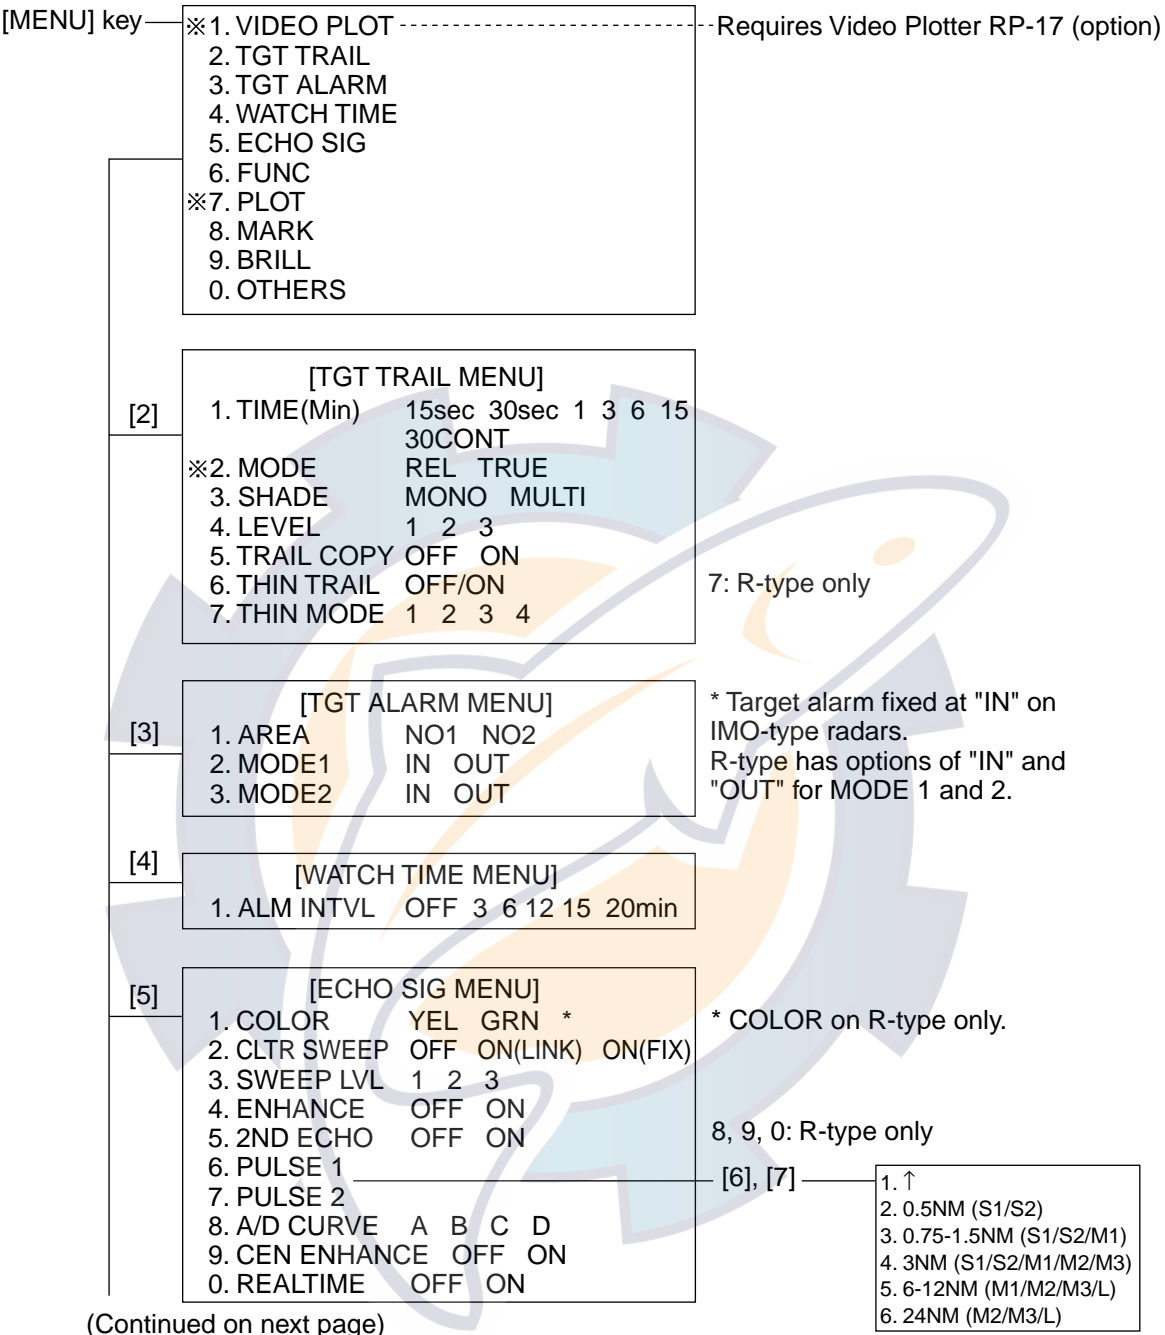 [MENU] key
※1. VIDEO PLOT
Requires Video Plotter RP-17 (option)
2. TGT TRAIL
3. TGT ALARM
4. WATCH TIME
5. ECHO SIG
6. FUNC
※7. PLOT
8. MARK
9. BRILL
0. OTHERS
[2]
[TGT TRAIL MENU]
1. TIME(Min) 15sec 30sec 1 3 6 15
30CONT
※2. MODE REL TRUE
3. SHADE MONO MULTI
4. LEVEL 1 2 3
5. TRAIL COPY OFF ON
6. THIN TRAIL OFF/ON
7. THIN MODE 1 2 3 4
7: R-type only
[3]
[TGT ALARM MENU]
1. AREA NO1 NO2
2. MODE1 IN OUT
3. MODE2 IN OUT
* Target alarm fixed at "IN" on
IMO-type radars.
R-type has options of "IN" and
"OUT" for MODE 1 and 2.
[4]
[WATCH TIME MENU]
1. ALM INTVL OFF 3 6 12 15 20min
[5]
[ECHO SIG MENU]
1. COLOR YEL GRN *
2. CLTR SWEEP OFF ON(LINK) ON(FIX)
3. SWEEP LVL 1 2 3
4. ENHANCE OFF ON
5. 2ND ECHO OFF ON
6. PULSE 1
7. PULSE 2
8. A/D CURVE A B C D
9. CEN ENHANCE OFF ON
0. REALTIME OFF ON
* COLOR on R-type only.
8, 9, 0: R-type only
[6], [7]
1. ↑
2. 0.5NM (S1/S2)
3. 0.75-1.5NM (S1/S2/M1)
4. 3NM (S1/S2/M1/M2/M3)
5. 6-12NM (M1/M2/M3/L)
6. 24NM (M2/M3/L)
(Continued on next page)